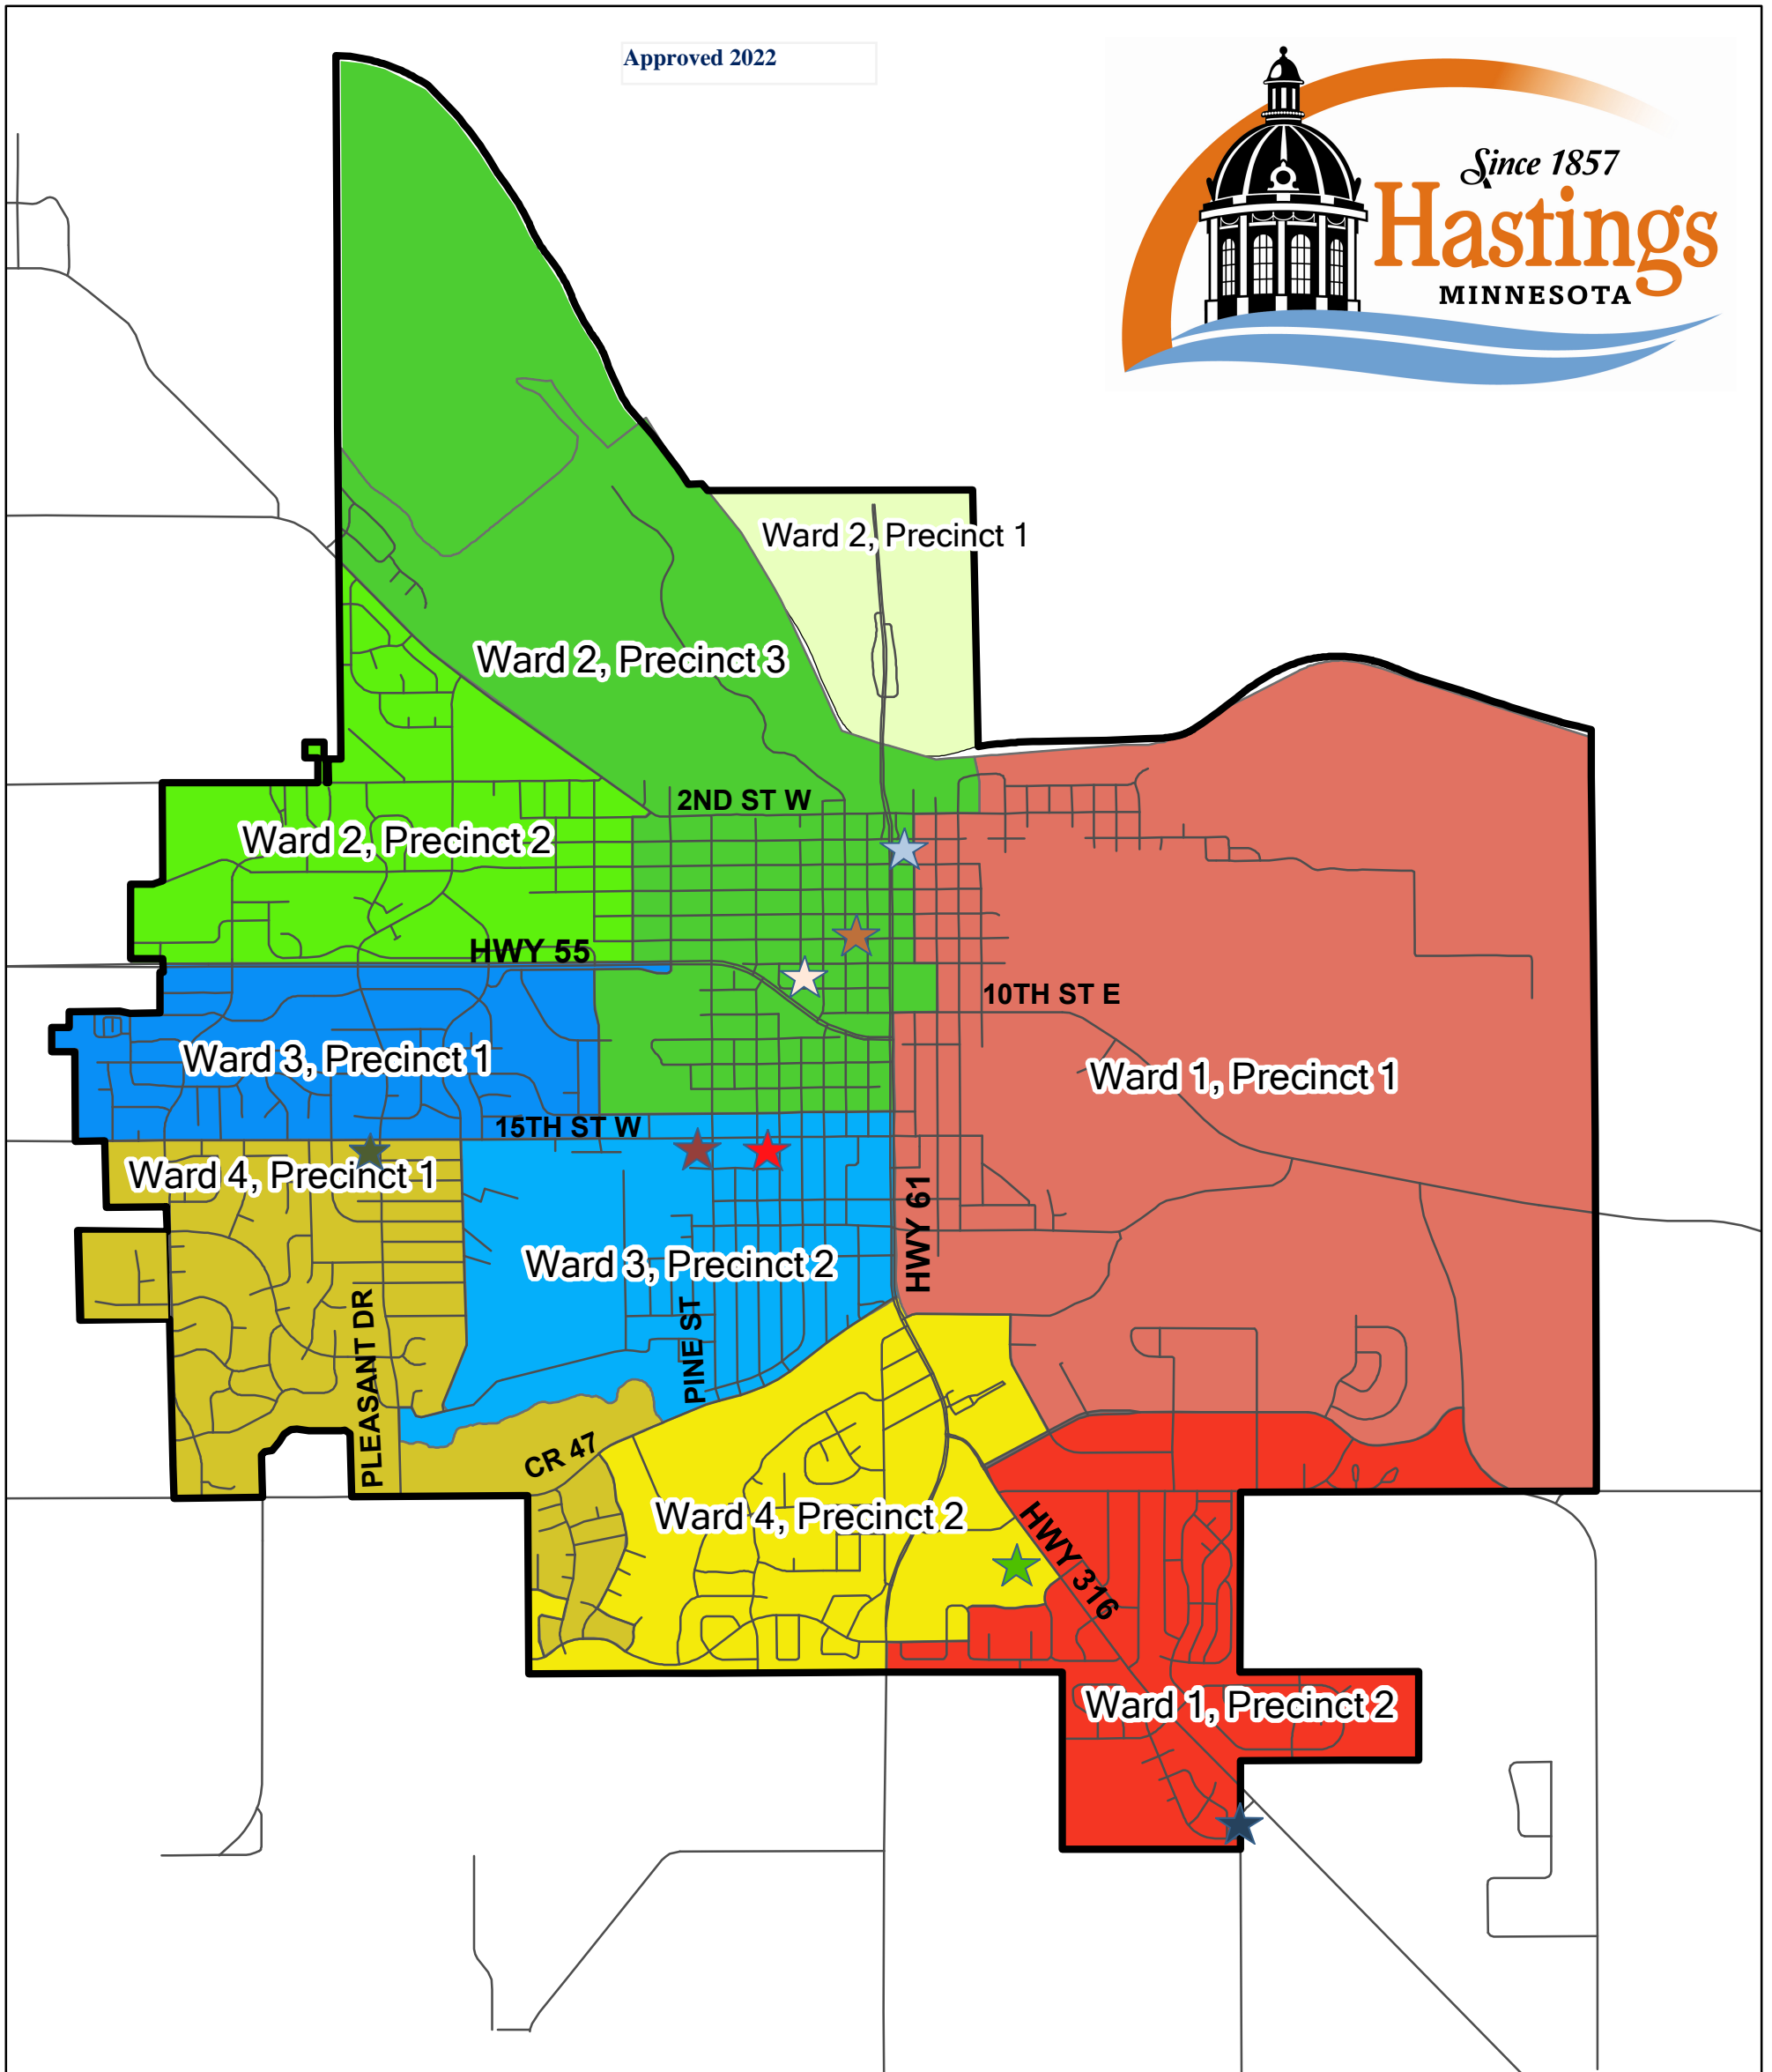 Approved 2022
Since 1857
Hastings
MINNESOTA
Ward 2, Precinct 1
Ward 2, Precinct 3
2ND ST W
Ward 2, Precinct 2
HWY 55
10TH ST E
Ward 3, Precinct 1
Ward 1, Precinct 1
15TH ST W
Ward 4, Precinct 1
HWY 61
Ward 3, Precinct 2
PLEASANT DR
PINE ST
CR 47
Ward 4, Precinct 2
HWY 316
Ward 1, Precinct 2